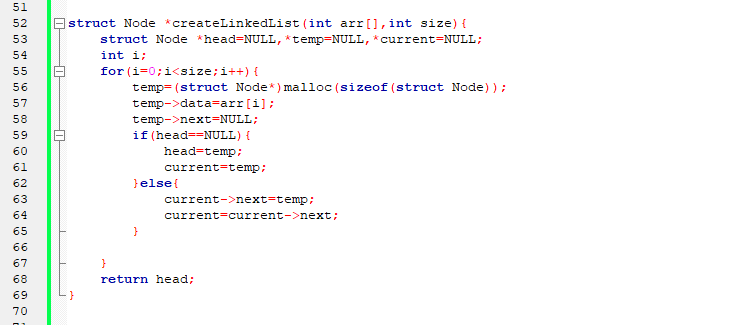 51
52 struct Node *createLinkedList(int arr[],int size){
53     struct Node *head=NULL,*temp=NULL,*current=NULL;
54     int i;
55     for(i=0;i<size;i++){
56         temp=(struct Node*)malloc(sizeof(struct Node));
57         temp->data=arr[i];
58         temp->next=NULL;
59         if(head==NULL){
60             head=temp;
61             current=temp;
62         }else{
63             current->next=temp;
64             current=current->next;
65         }
66
67     }
68     return head;
69 }
70